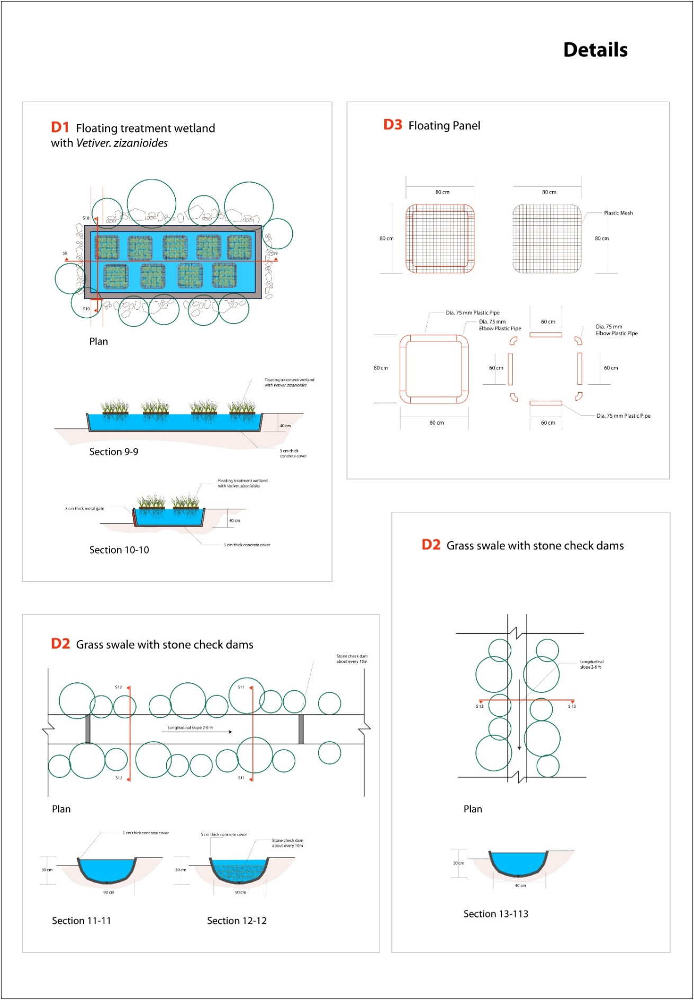 Details
D1 Floating treatment wetland
with Vetiver. zizanioides
S10
S9
S9
S10
Plan
Floating treatment wetland
with Vetiver. zizanioides
40 cm
5 cm thick
concrete cover
Section 9-9
Floating treatment wetland
with Vetiver. zizanioides
5 cm thick metal gate
40 cm
5 cm thick concrete cover
Section 10-10
D3 Floating Panel
80 cm
80 cm
Plastic Mesh
80 cm
80 cm
Dia. 75 mm Plastic Pipe
Dia. 75 mm
Elbow Plastic Pipe
60 cm
Dia. 75 mm
Elbow Plastic Pipe
80 cm
60 cm
60 cm
80 cm
60 cm
Dia. 75 mm Plastic Pipe
D2 Grass swale with stone check dams
Stone check dam
about every 10m
S12
S11
Longtiudinal slope 2-6 %
S12
S11
Plan
5 cm thick concrete cover
30 cm
90 cm
Section 11-11
5 cm thick concrete cover
Stone check dam
about every 10m
30 cm
90 cm
Section 12-12
D2 Grass swale with stone check dams
Longtiudinal
slope 2-6 %
S 13
S 13
Plan
20 cm
40 cm
Section 13-113